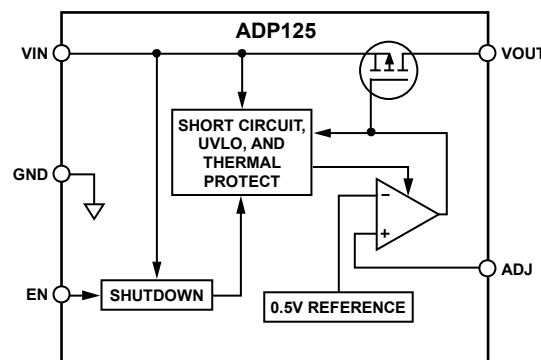 ADP125
VIN
VOUT
SHORT CIRCUIT,
UVLO, AND
THERMAL
PROTECT
GND
−
+
ADJ
EN
SHUTDOWN
0.5V REFERENCE